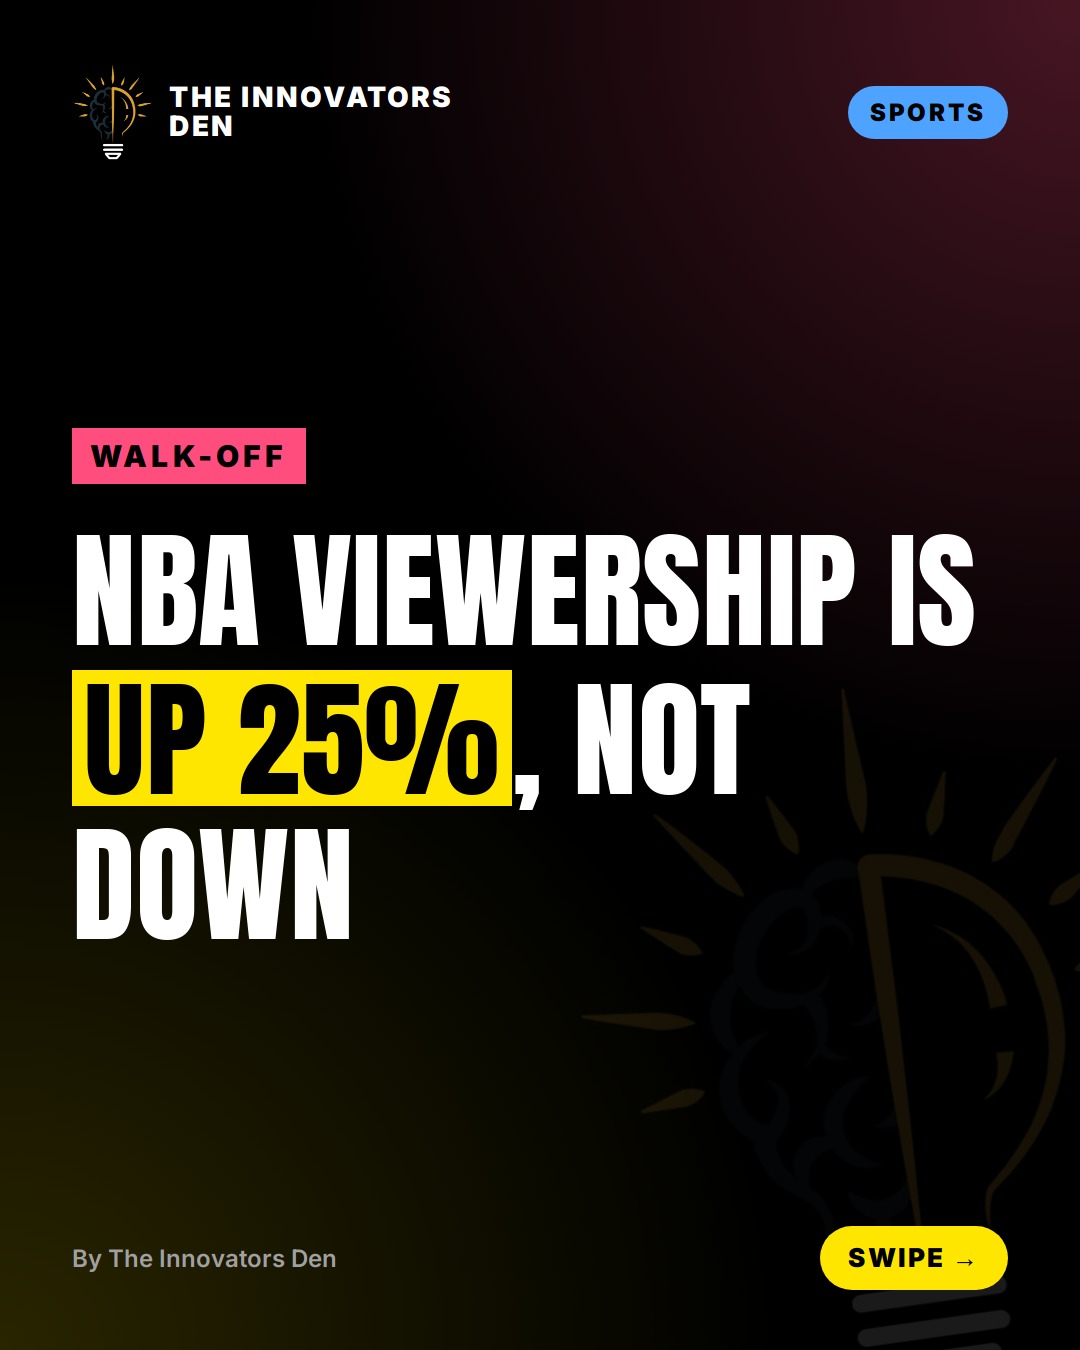 THE INNOVATORS
DEN
SPORTS
WALK-OFF
NBA VIEWERSHIP IS
UP 25%, NOT
DOWN
By The Innovators Den
SWIPE →